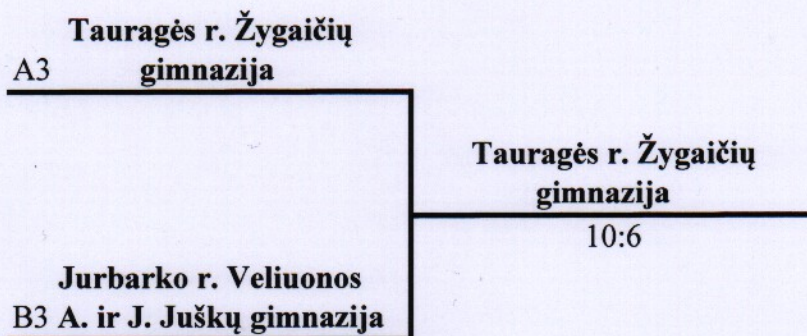 Tauragės r. Žygaičių
A3 gimnazija
Tauragės r. Žygaičių
gimnazija
10:6
Jurbarko r. Veliuonos
B3 A. ir J. Juškų gimnazija